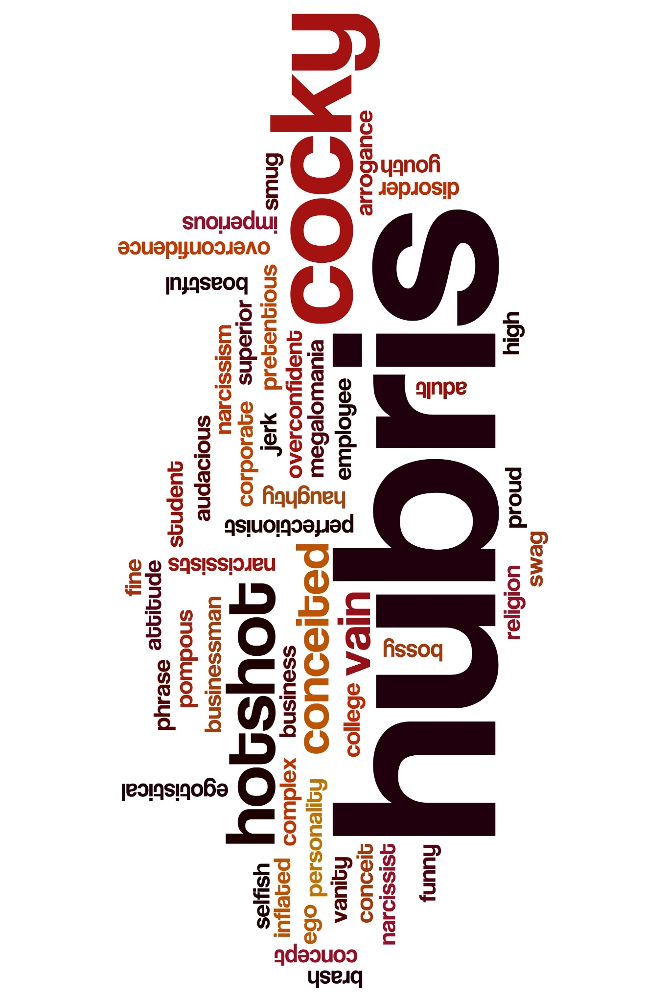 cocky
arrogance
youth
disorder
smug
imperious
overconfidence
boastful
pretentious
superior
narcissism
overconfident
megalomania
employee
corporate
jerk
audacious
student
haughty
perfectionist
hubris
high
adult
proud
swag
religion
narcissists
fine
attitude
pompous
phrase
businessman
hotshot
business
conceited
vain
bossy
college
egotistical
complex
personality
selfish
inflated
ego
vanity
conceit
narcissist
funny
concept
brash